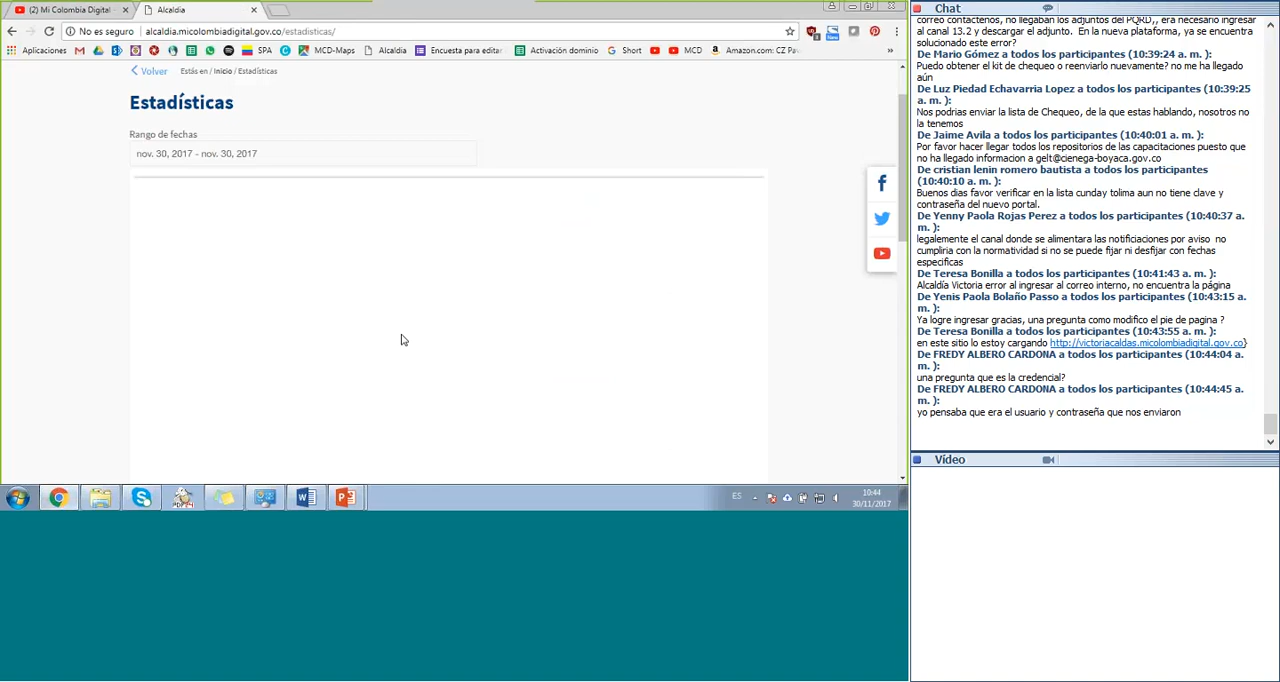 (2) Mi Colombia Digital
Alcaldía
No es seguro
alcaldia.micolombiadigital.gov.co/estadisticas/
Aplicaciones
SPA
MCD-Maps
Alcaldia
Encuesta para editar
Activación dominio
Short
MCD
Amazon.com: CZ Pav
Volver
Estás en / Inicio / Estadísticas
Estadísticas
Rango de fechas
nov. 30, 2017 - nov. 30, 2017
ES
10:44
30/11/2017
Chat
correo contactenos, no llegaban los adjuntos del PQRD,, era necesario ingresar
al canal 13.2 y descargar el adjunto. En la nueva plataforma, ya se encuentra
solucionado este error?
De Mario Gómez a todos los participantes (10:39:24 a. m. ):
Puedo obtener el kit de chequeo o reenviarlo nuevamente? no me ha llegado
aún
De Luz Piedad Echavarria Lopez a todos los participantes (10:39:25
a. m. ):
Nos podrias enviar la lista de Chequeo, de la que estas hablando, nosotros no
la tenemos
De Jaime Avila a todos los participantes (10:40:01 a. m. ):
Por favor hacer llegar todos los repositorios de las capacitaciones puesto que
no ha llegado informacion a gelt@cienega-boyaca.gov.co
De cristian lenin romero bautista a todos los participantes
(10:40:10 a. m. ):
Buenos dias favor verificar en la lista cunday tolima aun no tiene clave y
contraseña del nuevo portal.
De Yenny Paola Rojas Perez a todos los participantes (10:40:37 a.
m. ):
legalemente el canal donde se alimentara las notificiaciones por aviso no
cumpliria con la normatividad si no se puede fijar ni desfijar con fechas
especificas
De Teresa Bonilla a todos los participantes (10:41:43 a. m. ):
Alcaldía Victoria error al ingresar al correo interno, no encuentra la página
De Yenis Paola Bolaño Passo a todos los participantes (10:43:15 a.
m. ):
Ya logre ingresar gracias, una pregunta como modifico el pie de pagina ?
De Teresa Bonilla a todos los participantes (10:43:55 a. m. ):
en este sitio lo estoy cargando http://victoriacaldas.micolombiadigital.gov.co}
De FREDY ALBERO CARDONA a todos los participantes (10:44:04 a.
m. ):
una pregunta que es la credencial?
De FREDY ALBERO CARDONA a todos los participantes (10:44:45 a.
m. ):
yo pensaba que era el usuario y contraseña que nos enviaron
Vídeo